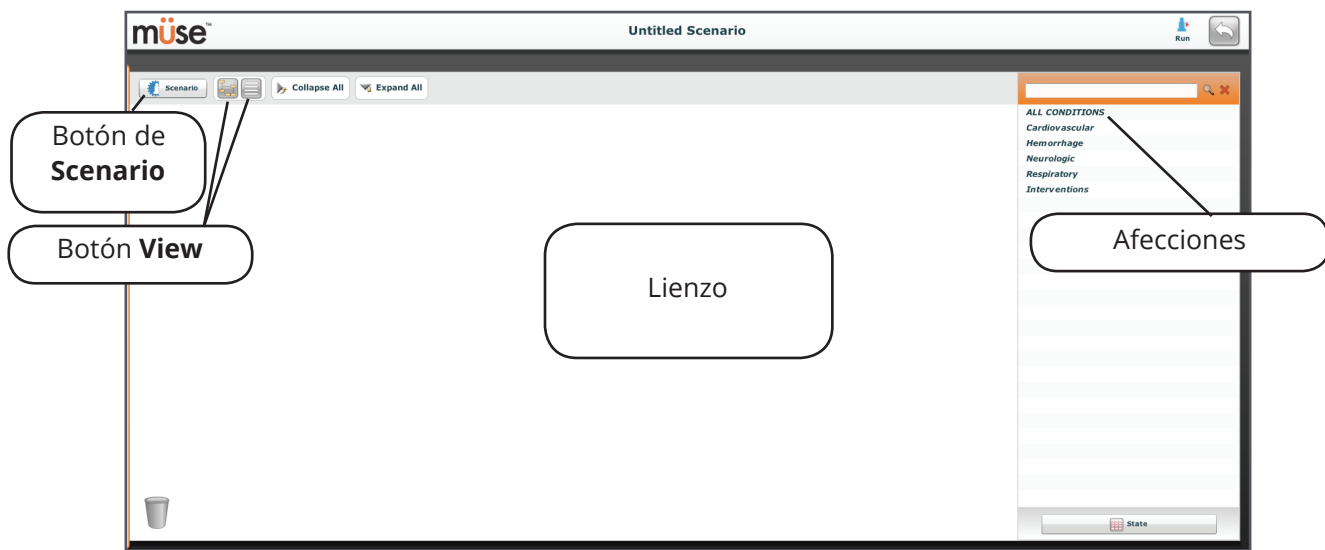 müse™
Untitled Scenario
Run
Scenario
Collapse All
Expand All
ALL CONDITIONS
Cardiovascular
Hemorrhage
Neurologic
Respiratory
Interventions
Botón de
Scenario
Botón View
Lienzo
Afecciones
State